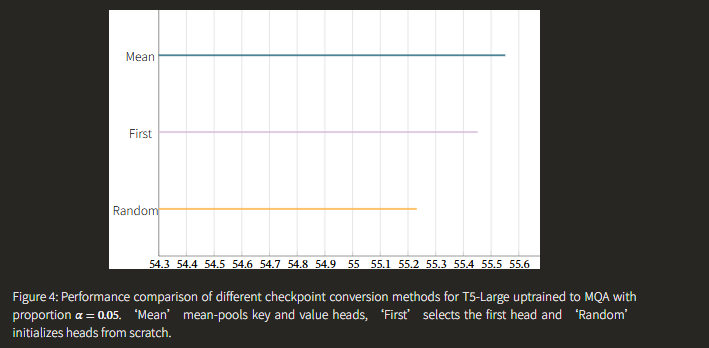 Mean
First
Random
54.3 54.4 54.5 54.6 54.7 54.8 54.9 55 55.1 55.2 55.3 55.4 55.5 55.6
Figure 4: Performance comparison of different checkpoint conversion methods for T5-Large uptrained to MQA with
proportion α = 0.05. ‘Mean’ mean-pools key and value heads, ‘First’ selects the first head and ‘Random’
initializes heads from scratch.